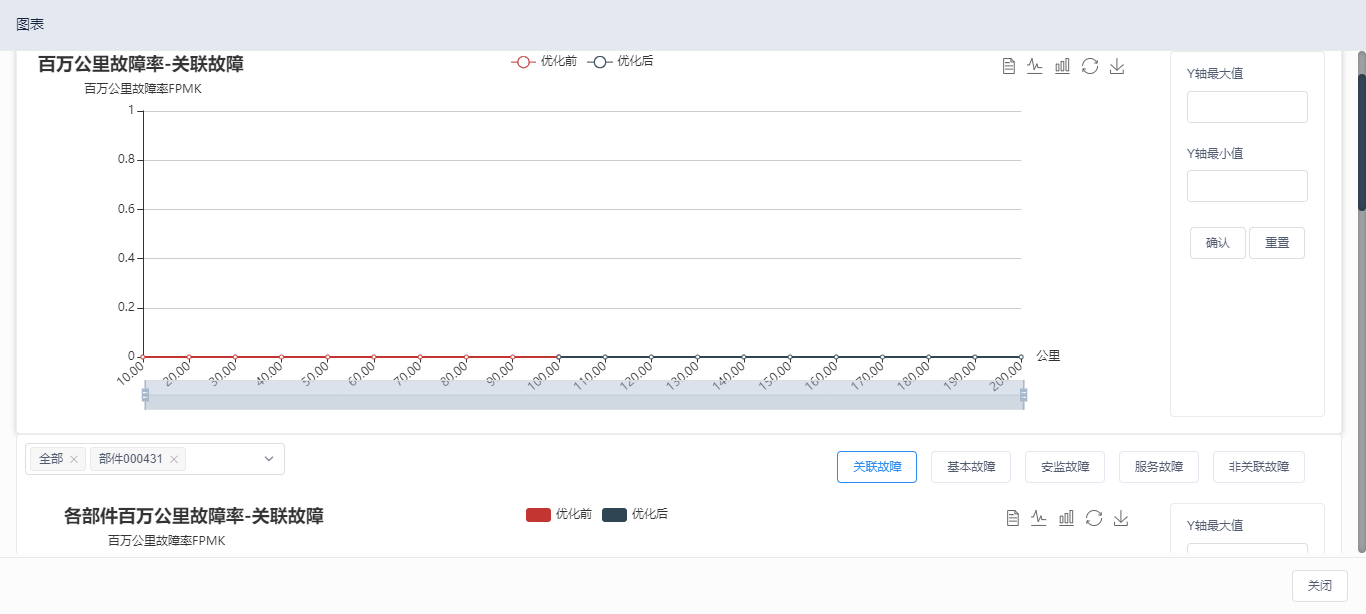 图表
百万公里故障率-关联故障
优化前 优化后
百万公里故障率FPMK
1
0.8
0.6
0.4
0.2
0
10.00 20.00 30.00 40.00 50.00 60.00 70.00 80.00 90.00 100.00 110.00 120.00 130.00 140.00 150.00 160.00 170.00 180.00 190.00 200.00
公里
Y轴最大值
Y轴最小值
确认 重置
全部 部件000431
关联故障 基本故障 安监故障 服务故障 非关联故障
各部件百万公里故障率-关联故障
优化前 优化后
百万公里故障率FPMK
Y轴最大值
关闭